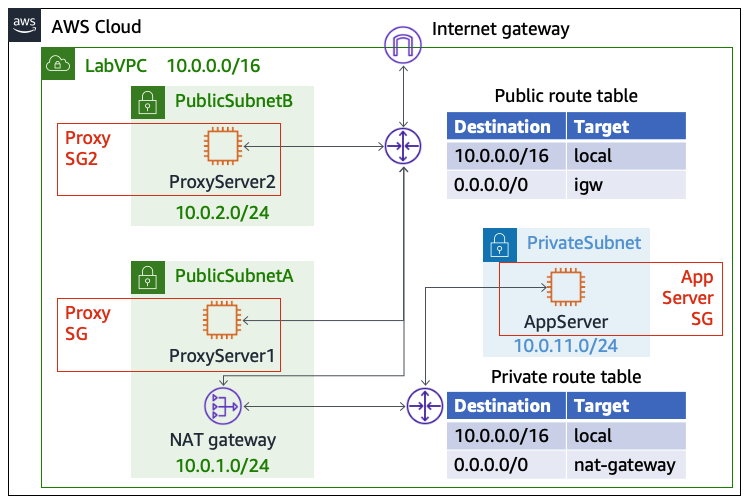 aws
AWS Cloud
Internet gateway
LabVPC 10.0.0.0/16
PublicSubnetB
Proxy
SG2
ProxyServer2
10.0.2.0/24
Public route table
Destination Target
10.0.0.0/16 local
0.0.0.0/0 igw
PublicSubnetA
Proxy
SG
ProxyServer1
NAT gateway
10.0.1.0/24
PrivateSubnet
App
Server
SG
AppServer
10.0.11.0/24
Private route table
Destination Target
10.0.0.0/16 local
0.0.0.0/0 nat-gateway